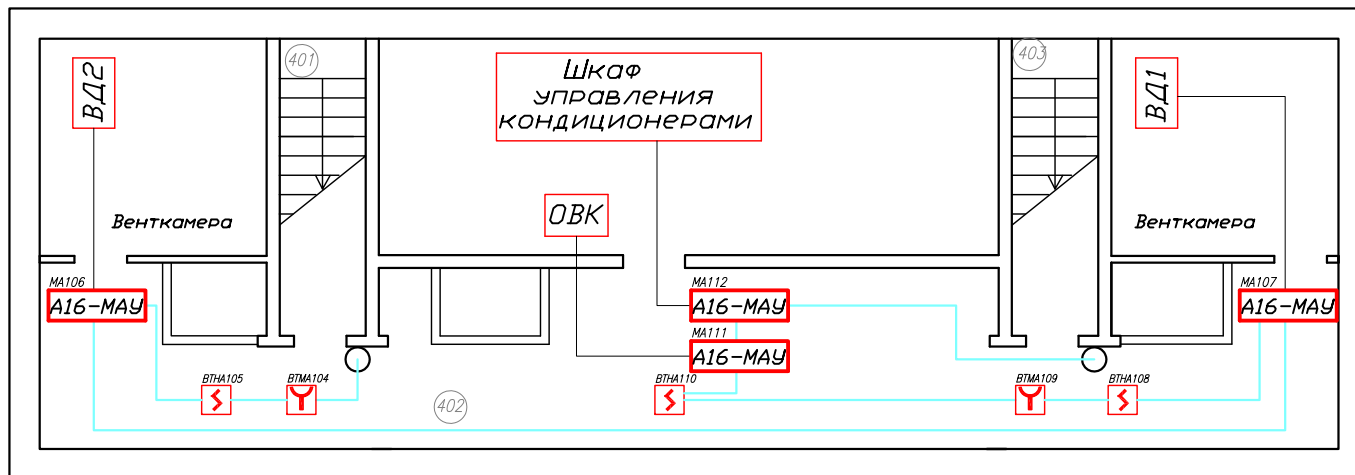 401
403
ВД2
Шкаф
управления
кондиционерами
ВД1
ОВК
Венткамера
Венткамера
МА106
А16-МАУ
МА112
А16-МАУ
МА107
А16-МАУ
МА111
А16-МАУ
ВТНА105
ВТМА104
ВТНА110
ВТМА109
ВТНА108
402